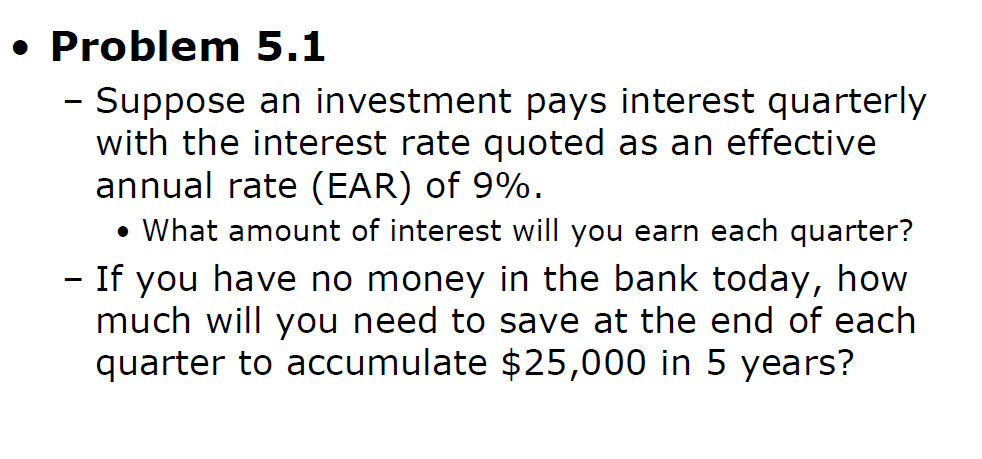 • Problem 5.1
– Suppose an investment pays interest quarterly
with the interest rate quoted as an effective
annual rate (EAR) of 9%.
• What amount of interest will you earn each quarter?
– If you have no money in the bank today, how
much will you need to save at the end of each
quarter to accumulate $25,000 in 5 years?